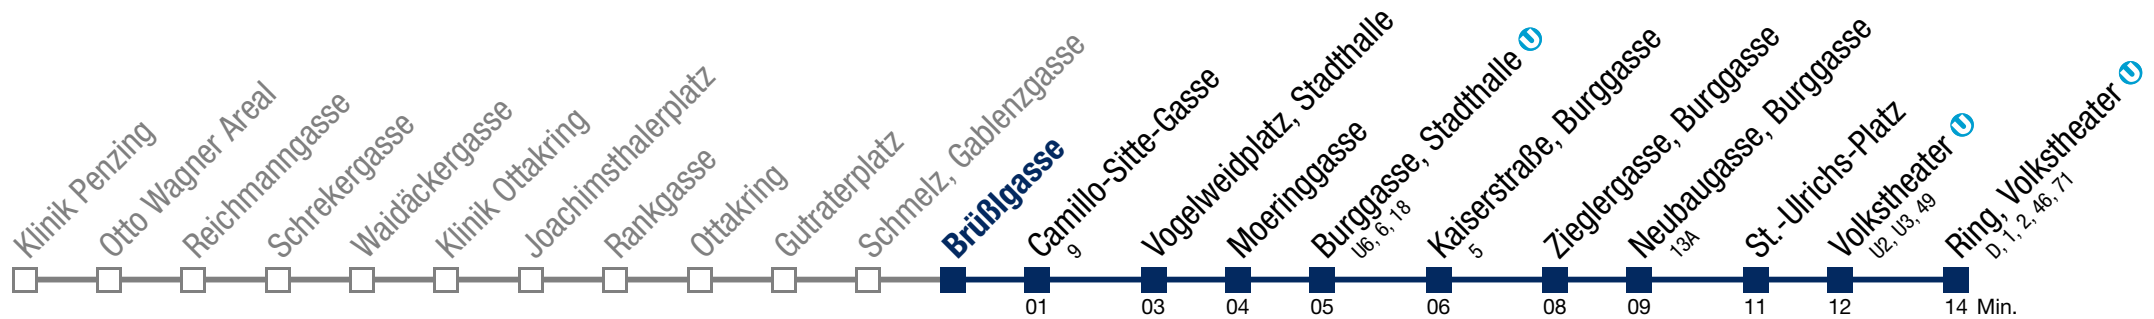 Klinik Penzing
Otto Wagner Areal
Reichmanngasse
Schrekergasse
Waidäckergasse
Klinik Ottakring
Joachimsthalerplatz
Rankgasse
Ottakring
Gutraterplatz
Schmelz, Gablenzgasse
Brüßlgasse
Camillo-Sitte-Gasse
9
Vogelweidplatz, Stadthalle
Moeringgasse
Burggasse, Stadthalle U
U6, 6, 18
Kaiserstraße, Burggasse
5
Zieglergasse, Burggasse
Neubaugasse, Burggasse
13A
St.-Ulrichs-Platz
Volkstheater U
U2, U3, 49
Ring, Volkstheater U
D, 1, 2, 46, 71
01 03 04 05 06 08 09 11 12 14 Min.